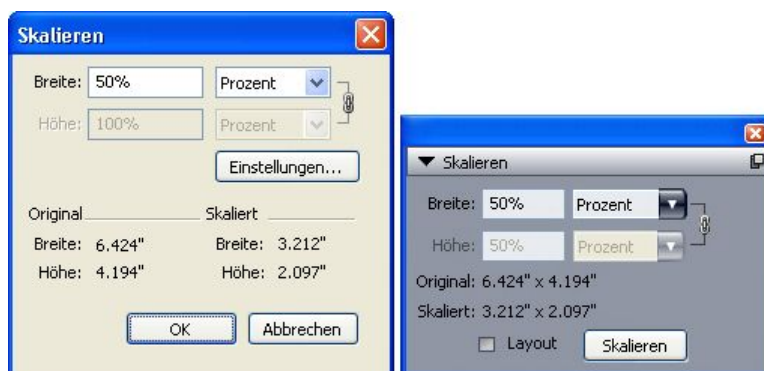 Skalieren
Breite: 50% Prozent
Höhe: 100% Prozent
Einstellungen...
Original Skaliert
Breite: 6.424" Breite: 3.212"
Höhe: 4.194" Höhe: 2.097"
OK Abbrechen
Skalieren
Breite: 50% Prozent
Höhe: 50% Prozent
Original: 6.424" x 4.194"
Skaliert: 3.212" x 2.097"
Layout Skalieren